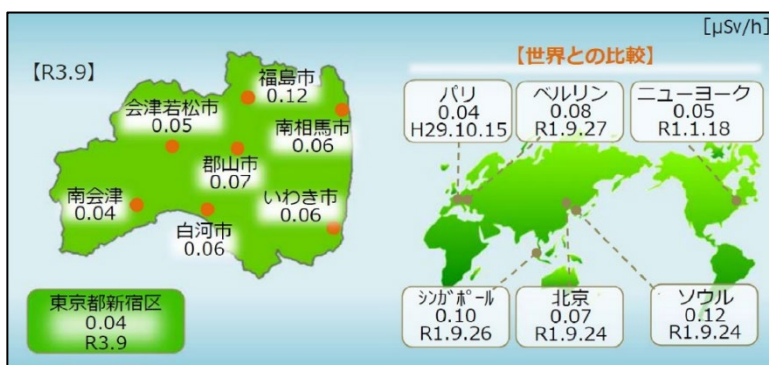 [μSv/h]
【R3.9】
福島市
0.12
会津若松市
0.05
南相馬市
0.06
郡山市
0.07
南会津
0.04
いわき市
0.06
白河市
0.06
東京都新宿区
0.04
R3.9
【世界との比較】
パリ
0.04
H29.10.15
ベルリン
0.08
R1.9.27
ニューヨーク
0.05
R1.1.18
シンガポール
0.10
R1.9.26
北京
0.07
R1.9.24
ソウル
0.12
R1.9.24